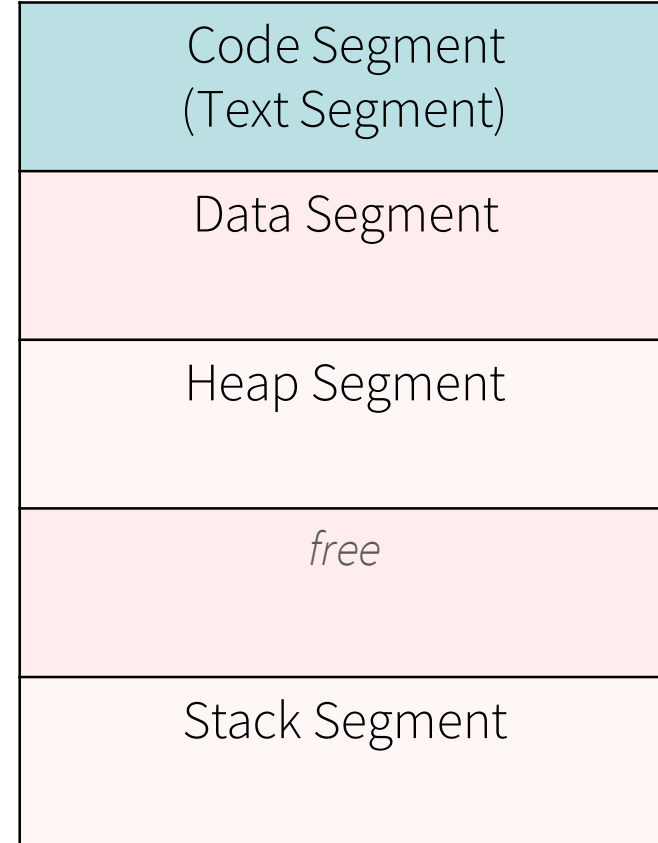 Code Segment
(Text Segment)
Data Segment
Heap Segment
free
Stack Segment